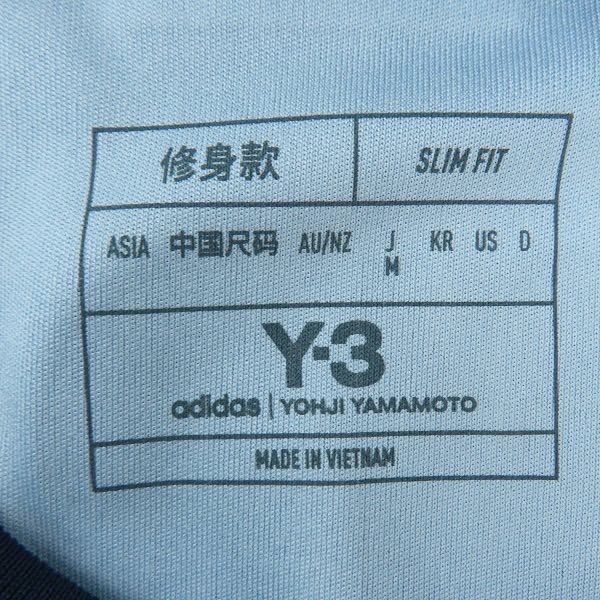 修身款 SLIM FIT
ASIA 中国尺码 AU/NZ J KR US D
M
Y-3
adidas | YOHJI YAMAMOTO
MADE IN VIETNAM